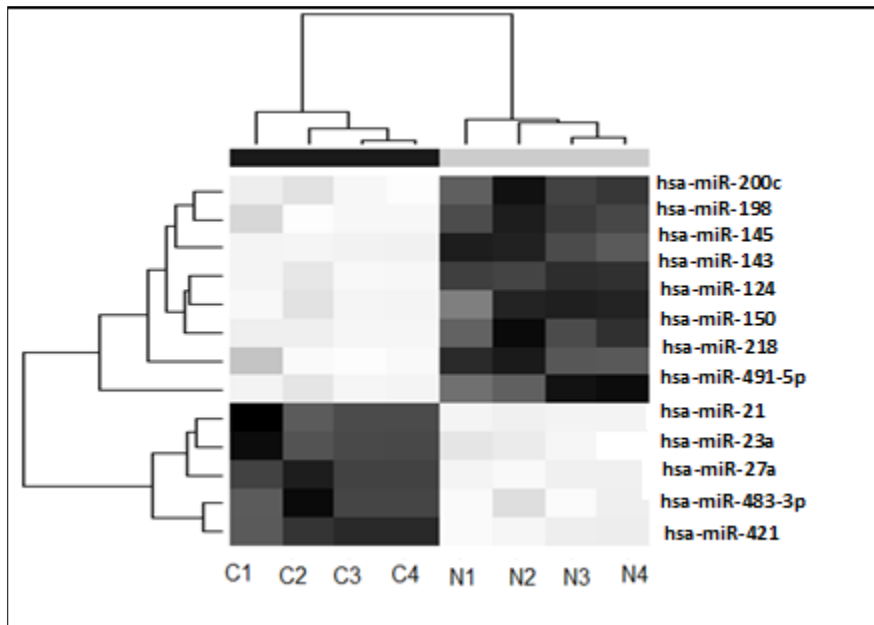 hsa-miR-200c
hsa-miR-198
hsa-miR-145
hsa-miR-143
hsa-miR-124
hsa-miR-150
hsa-miR-218
hsa-miR-491-5p
hsa-miR-21
hsa-miR-23a
hsa-miR-27a
hsa-miR-483-3p
hsa-miR-421
C1 C2 C3 C4 N1 N2 N3 N4